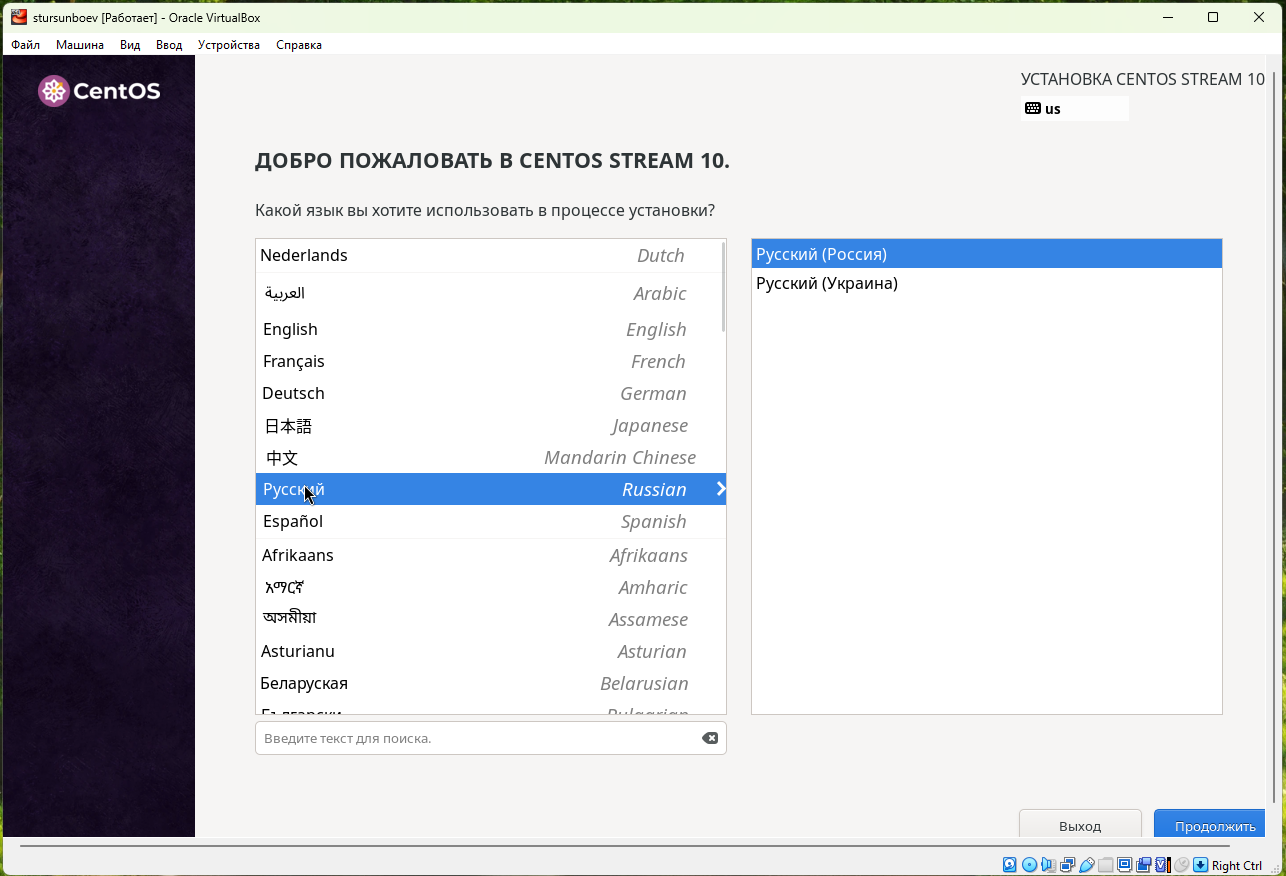 stursunboev [Работает] - Oracle VirtualBox
Файл Машина Вид Ввод Устройства Справка
CentOS
УСТАНОВКА CENTOS STREAM 10
us
ДОБРО ПОЖАЛОВАТЬ В CENTOS STREAM 10.
Какой язык вы хотите использовать в процессе установки?
Nederlands Dutch
العربية Arabic
English English
Français French
Deutsch German
日本語 Japanese
中文 Mandarin Chinese
Русский Russian
Español Spanish
Afrikaans Afrikaans
አማርኛ Amharic
অসমীয়া Assamese
Asturianu Asturian
Беларуская Belarusian
Български Bulgarian
Русский (Россия)
Русский (Украина)
Введите текст для поиска.
Выход Продолжить
Right Ctrl